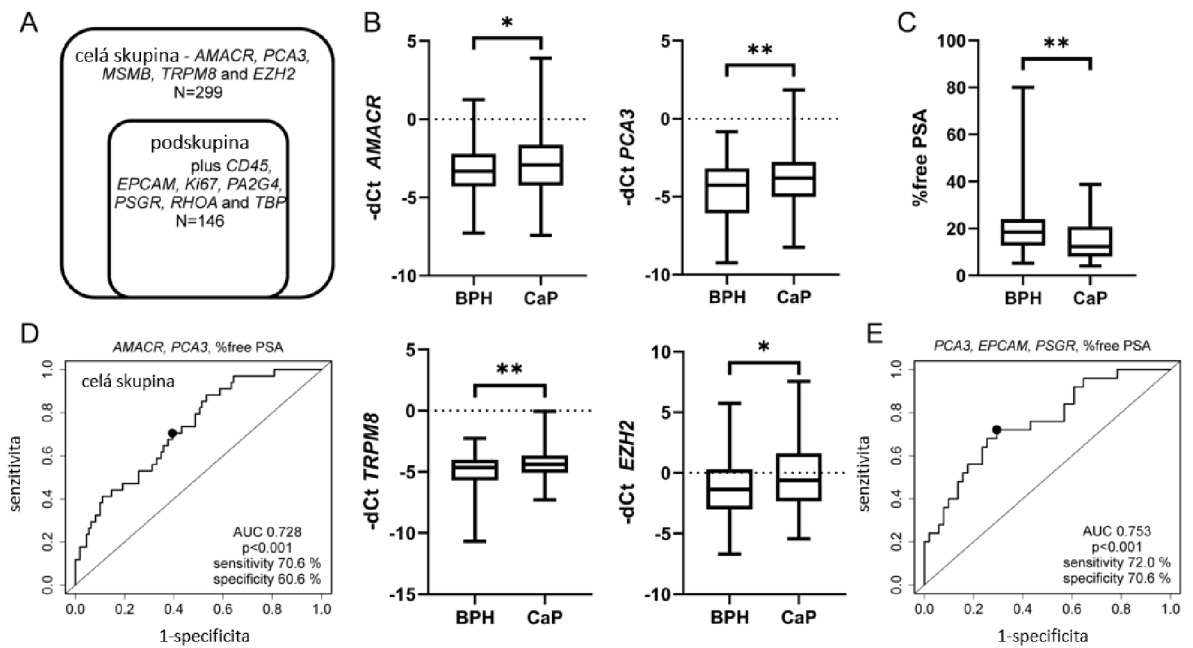 A
celá skupina - AMACR, PCA3,
MSMB, TRPM8 and EZH2
N=299
podskupina
plus CD45,
EPCAM, Ki67, PA2G4,
PSGR, RHOA and TBP
N=146
B
*
5
0
-5
-10
-dCt AMACR
BPH
CaP
**
5
0
-5
-10
-dCt PCA3
BPH
CaP
C
**
100
80
60
40
20
0
%free PSA
BPH
CaP
D
AMACR, PCA3, %free PSA
celá skupina
1.0
0.8
0.6
0.4
0.2
0.0
senzitivita
AUC 0.728
p<0.001
sensitivity 70.6 %
specificity 60.6 %
0.0 0.2 0.4 0.6 0.8 1.0
1-specificita
**
5
0
-5
-10
-15
-dCt TRPM8
BPH
CaP
*
10
5
0
-5
-10
-dCt EZH2
BPH
CaP
E
PCA3, EPCAM, PSGR, %free PSA
1.0
0.8
0.6
0.4
0.2
0.0
senzitivita
AUC 0.753
p<0.001
sensitivity 72.0 %
specificity 70.6 %
0.0 0.2 0.4 0.6 0.8 1.0
1-specificita